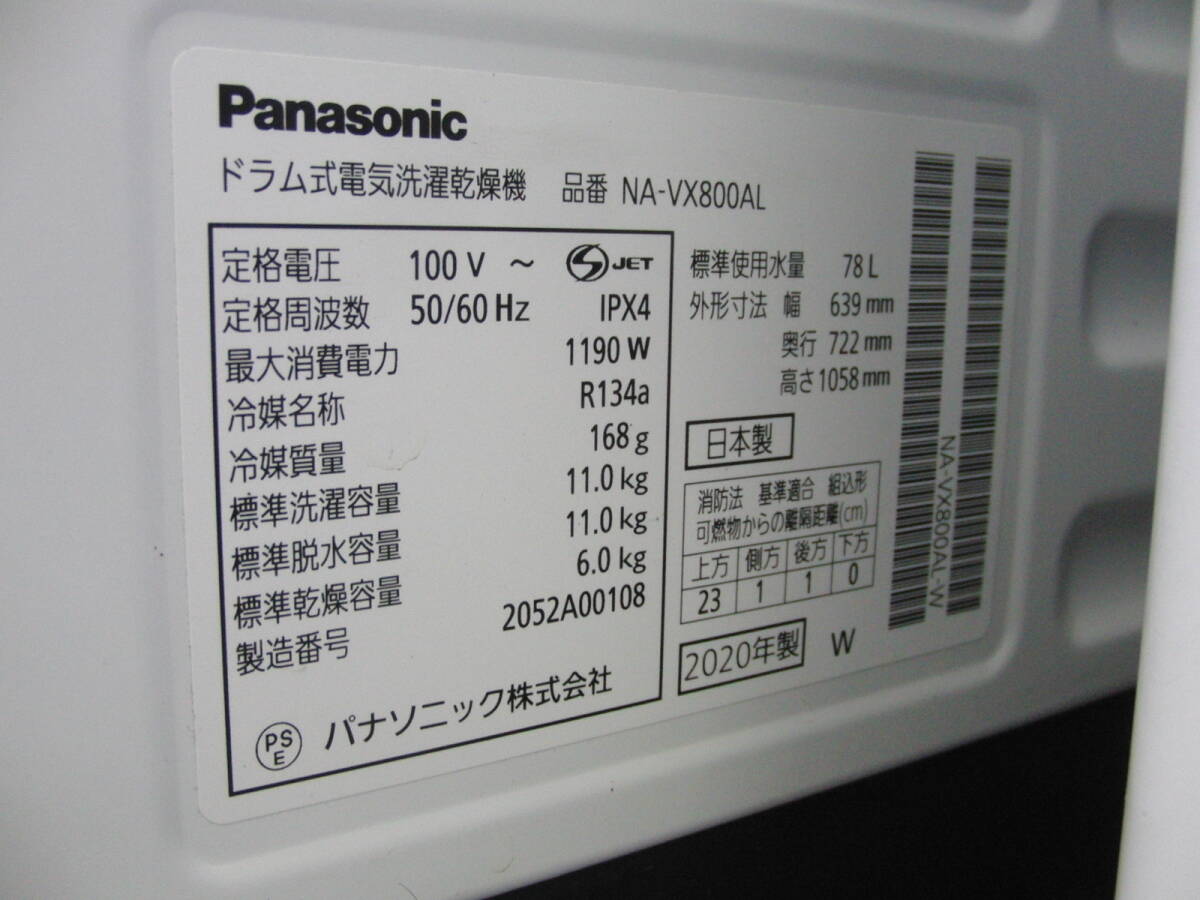 Panasonic
ドラム式電気洗濯乾燥機 品番 NA-VX800AL
定格電圧 100 V ～ S JET
定格周波数 50/60 Hz IPX4
最大消費電力 1190 W
冷媒名称 R134a
冷媒質量 168 g
標準洗濯容量 11.0 kg
標準脱水容量 11.0 kg
標準乾燥容量 6.0 kg
製造番号 2052A00108
PS
E
パナソニック株式会社
標準使用水量 78 L
外形寸法 幅 639 mm
奥行 722 mm
高さ 1058 mm
日本製
消防法 基準適合 組込形
可燃物からの離隔距離(cm)
上方 側方 後方 下方
23 1 1 0
2020年製 W
NA-VX800AL-W